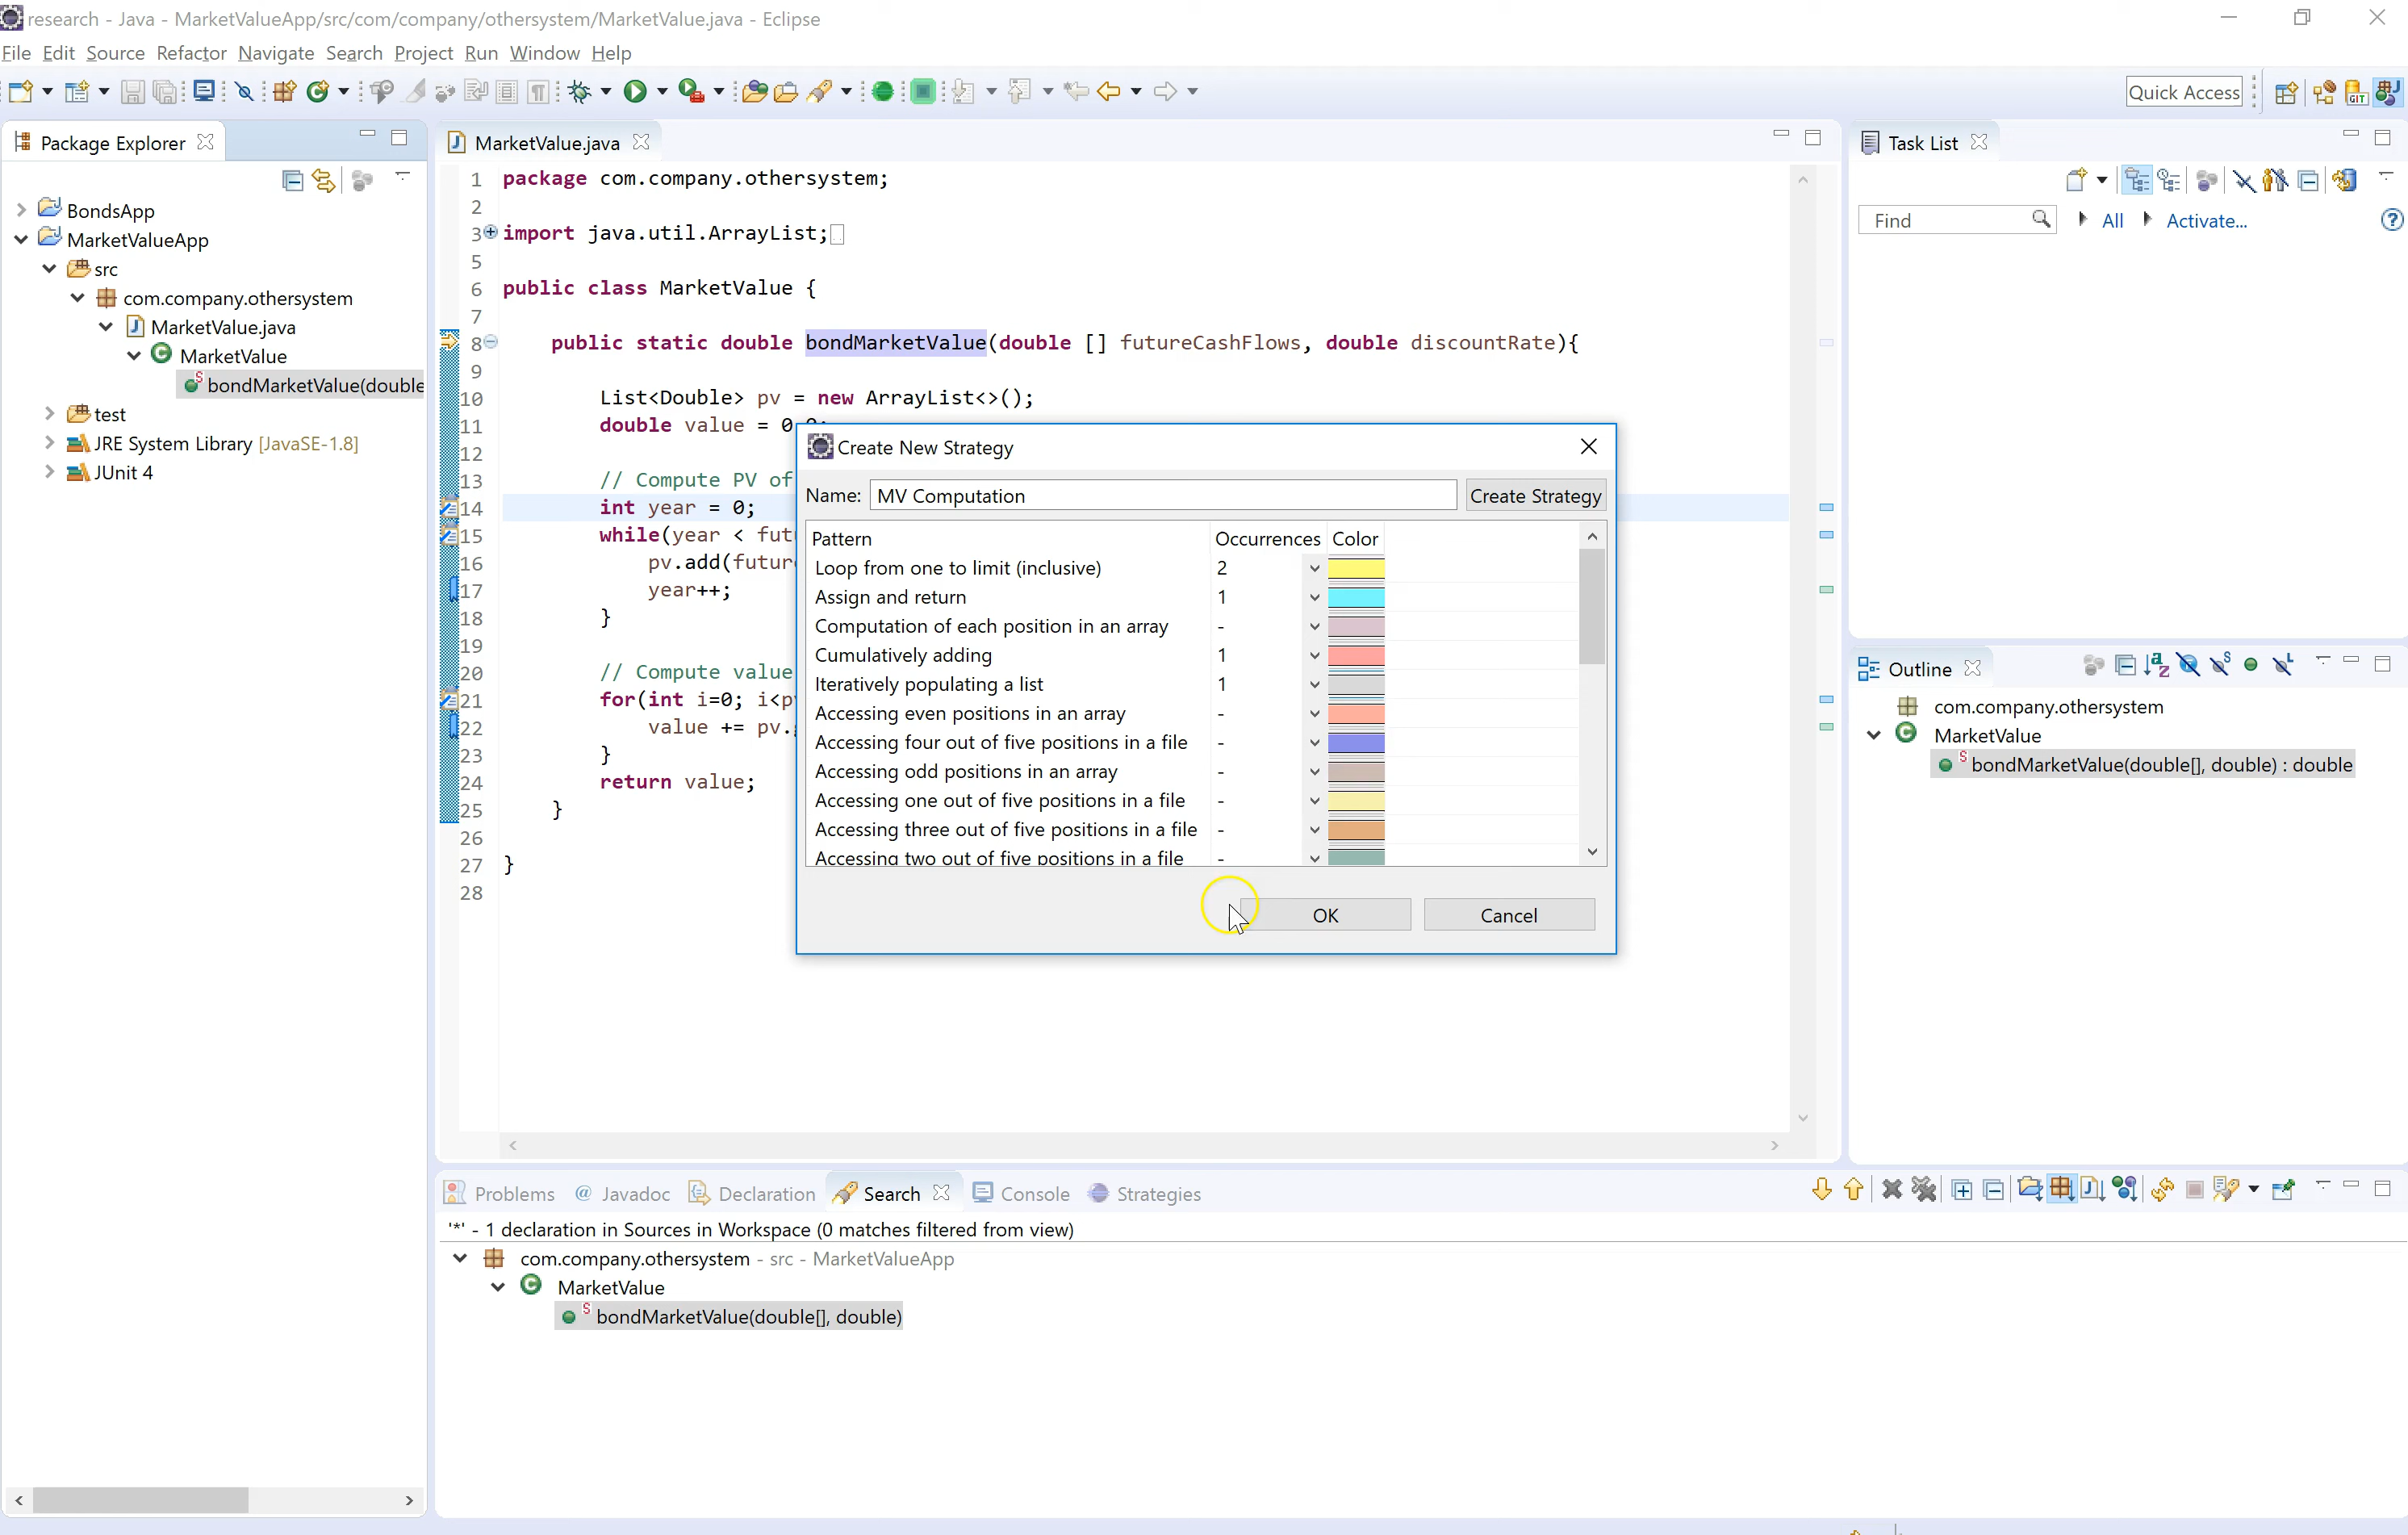 research - Java - MarketValueApp/src/com/company/othersystem/MarketValue.java - Eclipse
File Edit Source Refactor Navigate Search Project Run Window Help
Quick Access
GIT
Package Explorer
BondsApp
MarketValueApp
src
com.company.othersystem
MarketValue.java
MarketValue
bondMarketValue(double
test
JRE System Library [JavaSE-1.8]
JUnit 4
MarketValue.java
1 package com.company.othersystem;
2
3 import java.util.ArrayList;
5
6 public class MarketValue {
7
8 public static double bondMarketValue(double [] futureCashFlows, double discountRate){
9
10 List<Double> pv = new ArrayList<>();
11 double value = 0.0;
12
13 // Compute PV of
14 int year = 0;
15 while(year < fut
16 pv.add(futur
17 year++;
18 }
19
20 // Compute value
21 for(int i=0; i<p
22 value += pv.
23 }
24 return value;
25 }
26
27 }
28
Create New Strategy
Name: MV Computation Create Strategy
Pattern Occurrences Color
Loop from one to limit (inclusive) 2
Assign and return 1
Computation of each position in an array -
Cumulatively adding 1
Iteratively populating a list 1
Accessing even positions in an array -
Accessing four out of five positions in a file -
Accessing odd positions in an array -
Accessing one out of five positions in a file -
Accessing three out of five positions in a file -
Accessing two out of five positions in a file -
OK Cancel
Task List
Find All Activate...
Outline
com.company.othersystem
MarketValue
bondMarketValue(double[], double) : double
Problems @ Javadoc Declaration Search Console Strategies
'*' - 1 declaration in Sources in Workspace (0 matches filtered from view)
com.company.othersystem - src - MarketValueApp
MarketValue
bondMarketValue(double[], double)